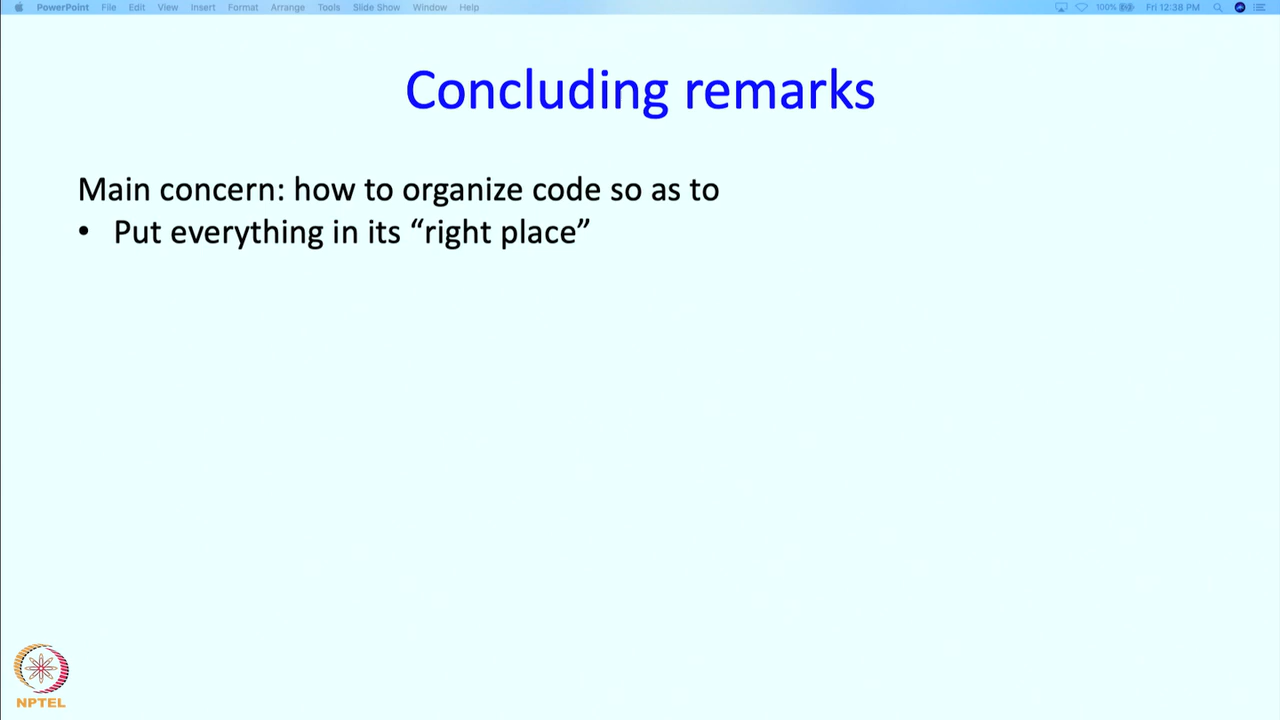 PowerPoint File Edit View Insert Format Arrange Tools Slide Show Window Help 100% Fri 12:38 PM
Concluding remarks
Main concern: how to organize code so as to
• Put everything in its “right place”
NPTEL